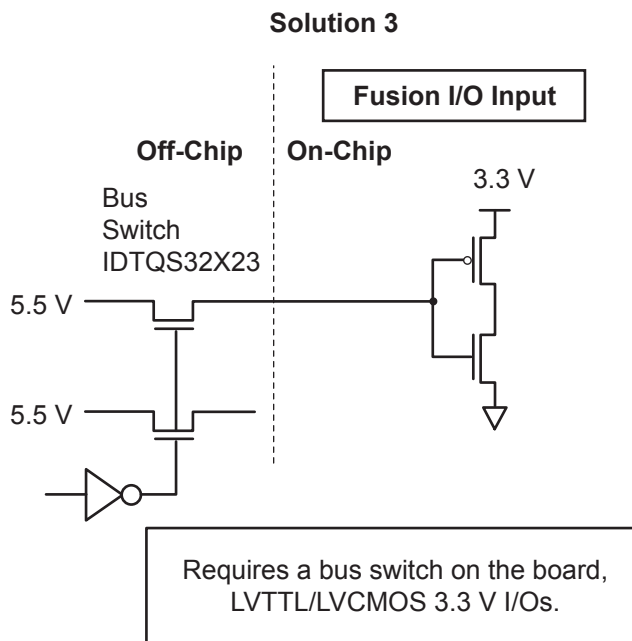 Solution 3
Fusion I/O Input
Off-Chip
On-Chip
Bus
Switch
IDTQS32X23
3.3 V
5.5 V
5.5 V
Requires a bus switch on the board,
LVTTL/LVCMOS 3.3 V I/Os.